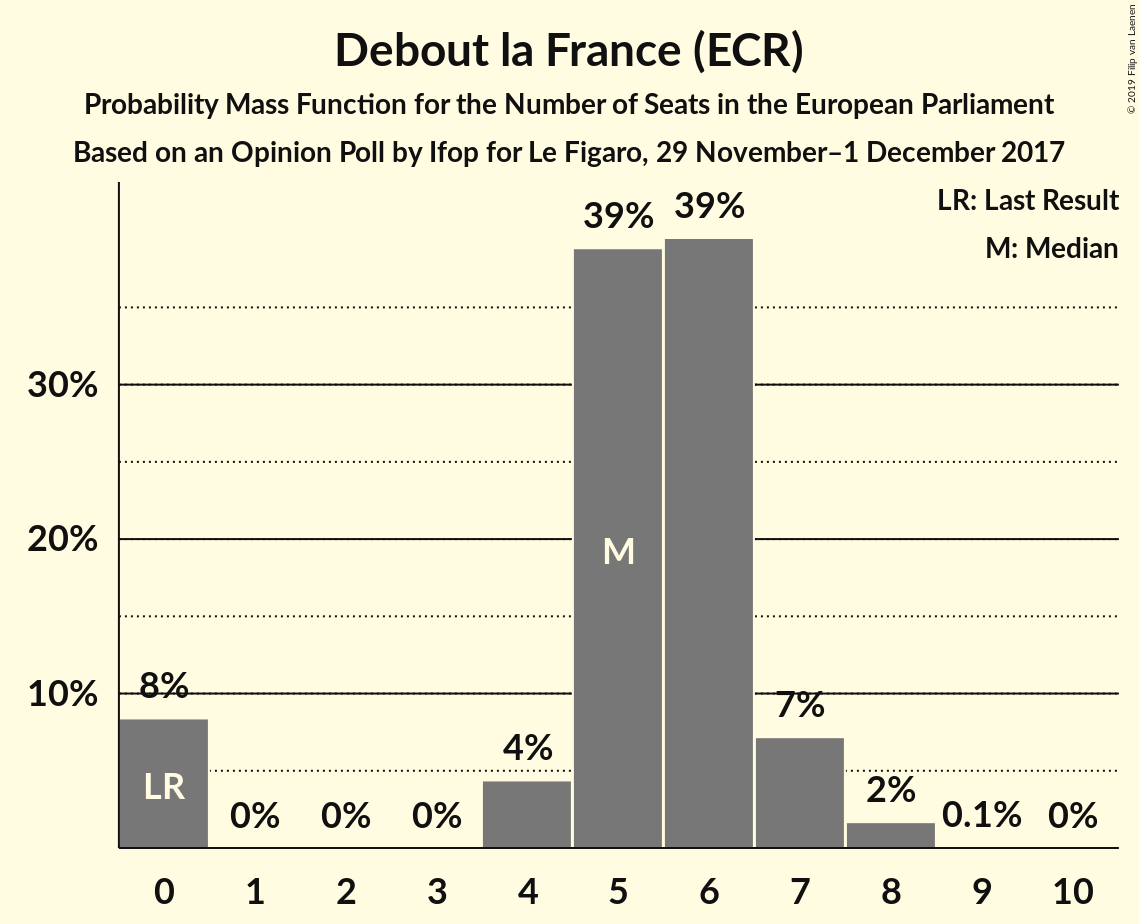 Debout la France (ECR)
Probability Mass Function for the Number of Seats in the European Parliament
Based on an Opinion Poll by Ifop for Le Figaro, 29 November–1 December 2017
© 2019 Filip van Laenen
LR: Last Result
M: Median
39% 39%
30%
20%
M
10%
8%
7%
4%
LR
2%
0% 0% 0% 0.1% 0%
0 1 2 3 4 5 6 7 8 9 10